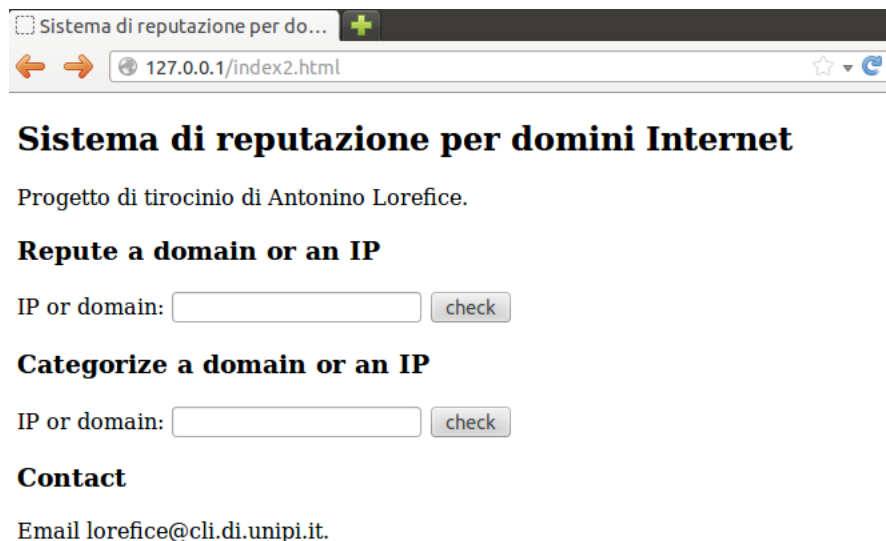 Sistema di reputazione per do...
127.0.0.1/index2.html
Sistema di reputazione per domini Internet
Progetto di tirocinio di Antonino Lorefice.
Repute a domain or an IP
IP or domain: check
Categorize a domain or an IP
IP or domain: check
Contact
Email lorefice@cli.di.unipi.it.